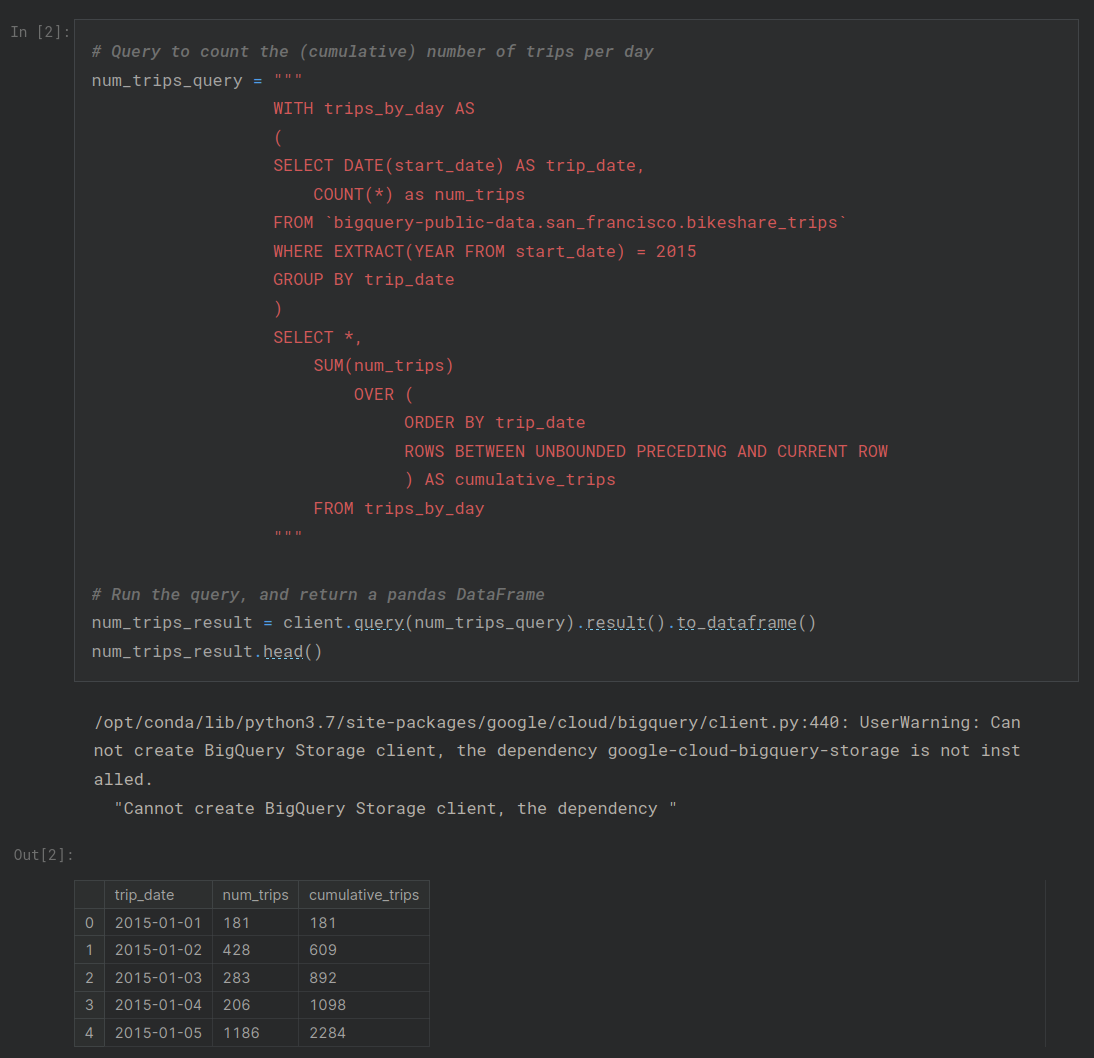 In [2]:
# Query to count the (cumulative) number of trips per day
num_trips_query = """
WITH trips_by_day AS
(
SELECT DATE(start_date) AS trip_date,
COUNT(*) as num_trips
FROM `bigquery-public-data.san_francisco.bikeshare_trips`
WHERE EXTRACT(YEAR FROM start_date) = 2015
GROUP BY trip_date
)
SELECT *,
SUM(num_trips)
OVER (
ORDER BY trip_date
ROWS BETWEEN UNBOUNDED PRECEDING AND CURRENT ROW
) AS cumulative_trips
FROM trips_by_day
"""
# Run the query, and return a pandas DataFrame
num_trips_result = client.query(num_trips_query).result().to_dataframe()
num_trips_result.head()
/opt/conda/lib/python3.7/site-packages/google/cloud/bigquery/client.py:440: UserWarning: Can
not create BigQuery Storage client, the dependency google-cloud-bigquery-storage is not inst
alled.
"Cannot create BigQuery Storage client, the dependency "
Out[2]:
trip_date num_trips cumulative_trips
0 2015-01-01 181 181
1 2015-01-02 428 609
2 2015-01-03 283 892
3 2015-01-04 206 1098
4 2015-01-05 1186 2284